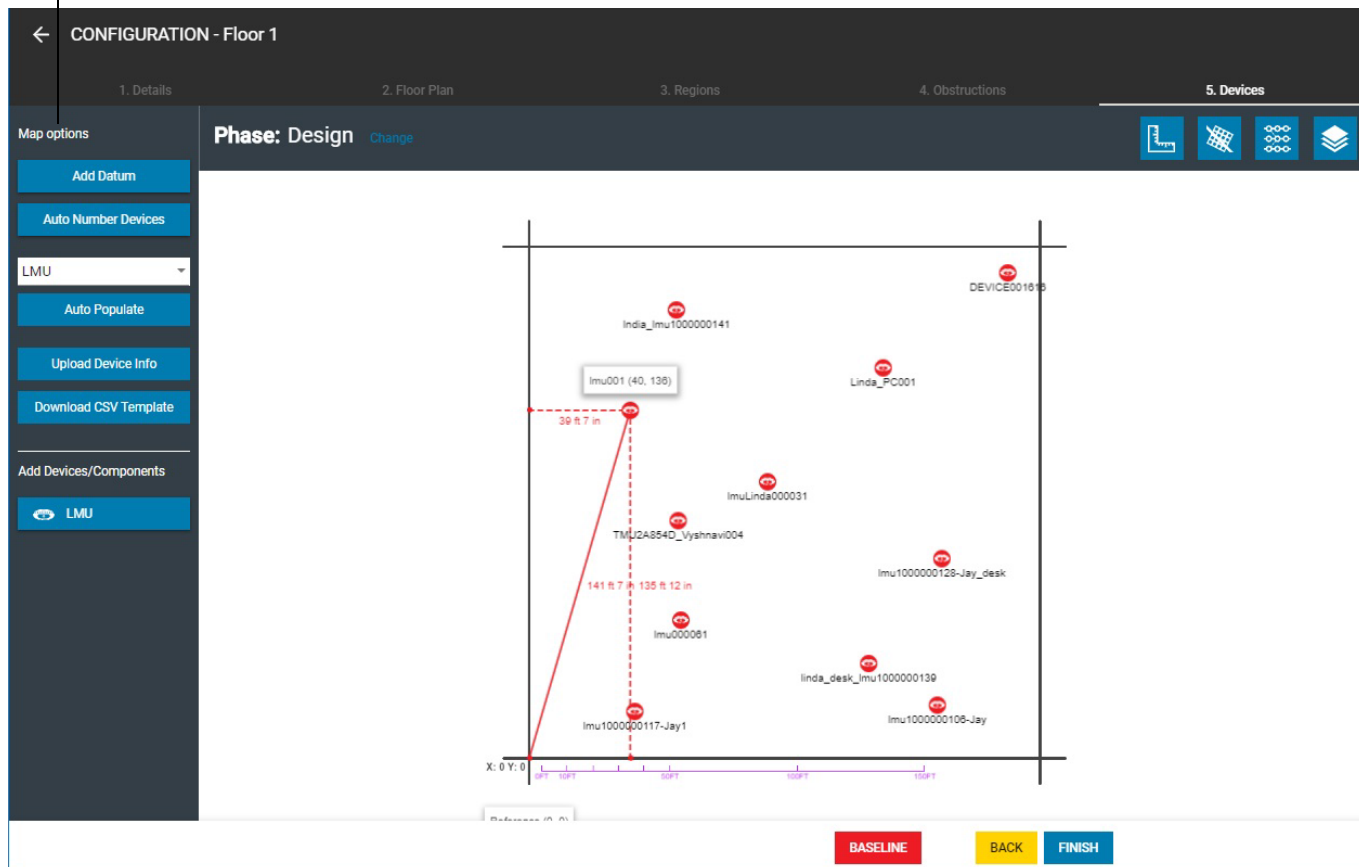 CONFIGURATION - Floor 1
1. Details
2. Floor Plan
3. Regions
4. Obstructions
5. Devices
Map options
Phase: Design Change
Add Datum
Auto Number Devices
LMU
Auto Populate
Upload Device Info
Download CSV Template
Add Devices/Components
LMU
DEVICE001616
India_lmu1000000141
lmu001 (40, 136)
Linda_PC001
39 ft 7 in
lmuLinda000031
TMU2A854D_Vyshnavi004
lmu1000000128-Jay_desk
141 ft 7 in 135 ft 12 in
lmu000061
linda_desk_lmu1000000139
lmu1000000117-Jay1
lmu1000000106-Jay
X: 0 Y: 0
0FT 10FT 50FT 100FT 150FT
Reference (0, 0)
BASELINE
BACK
FINISH